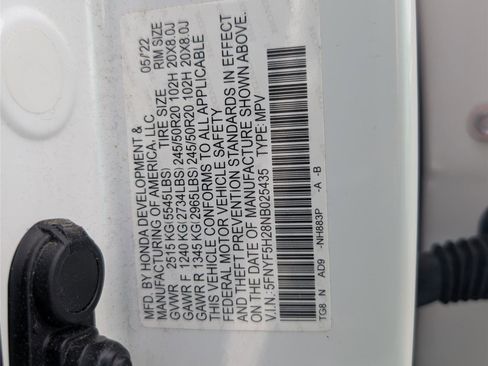 MFD. BY HONDA DEVELOPMENT & 05/22
MANUFACTURING OF AMERICA, LLC.
TIRE SIZE RIM SIZE
GVWR 2515 KG(5545LBS)
GAWR F 1240 KG(2734LBS) 245/50R20 102H 20X8.0J
GAWR R 1345 KG(2965LBS) 245/50R20 102H 20X8.0J
THIS VEHICLE CONFORMS TO ALL APPLICABLE
FEDERAL MOTOR VEHICLE SAFETY
AND THEFT PREVENTION STANDARDS IN EFFECT
ON THE DATE OF MANUFACTURE SHOWN ABOVE.
V.I.N.:5FNYF5H28NB025435 TYPE: MPV
TG8 N AD9 -NH883P -A -B